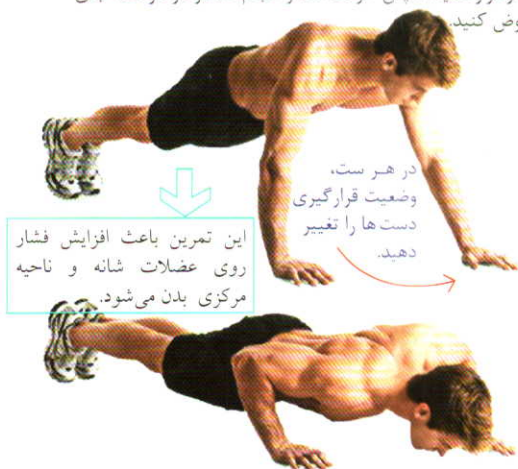 وض کنید.
در هر ست،
وضعیت قرارگیری
دست‌ها را تغییر
دهید.
این تمرین باعث افزایش فشار
روی عضلات شانه و ناحیه
مرکزی بدن می‌شود.